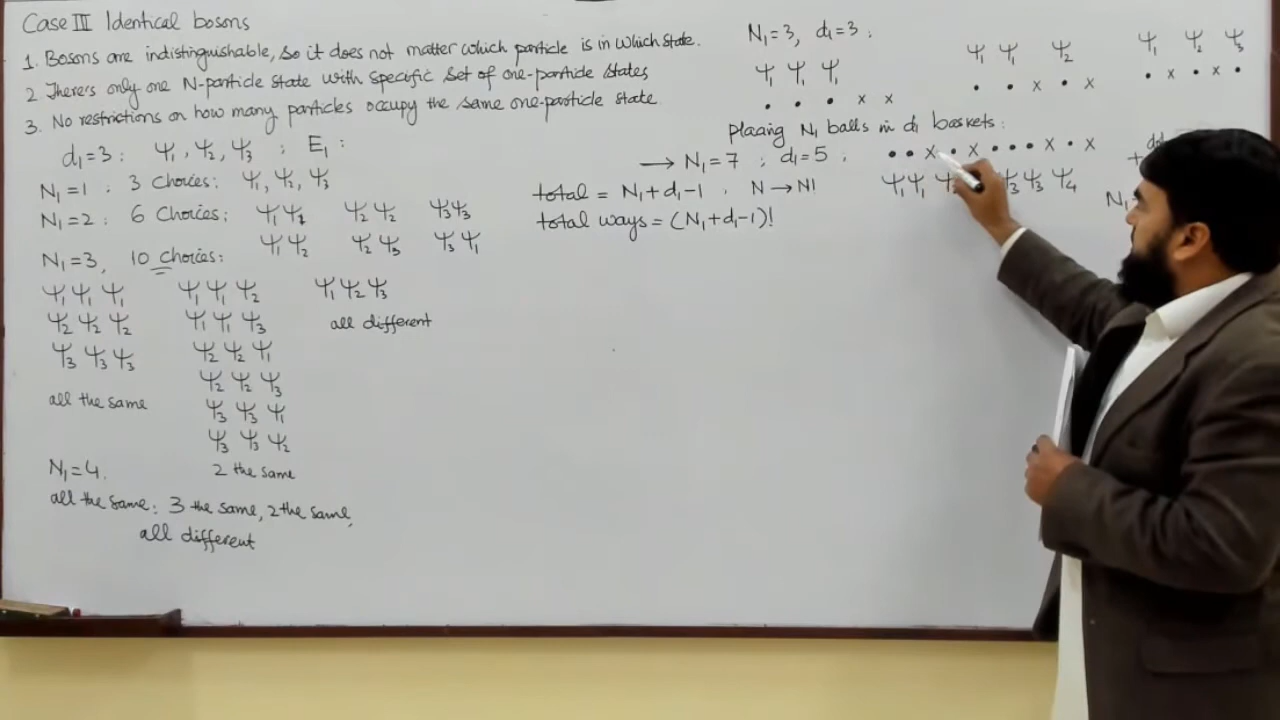 Case III Identical bosons
1. Bosons are indistinguishable, so it does not matter which particle is in which state.
2 There's only one N-particle state with specific set of one-particle states
3. No restrictions on how many particles occupy the same one-particle state
d₁=3: Ψ₁, Ψ₂, Ψ₃ ; E₁:
N₁=1: 3 Choices: Ψ₁, Ψ₂, Ψ₃
N₁=2: 6 Choices: Ψ₁Ψ₁ Ψ₂Ψ₂ Ψ₃Ψ₃
Ψ₁Ψ₂ Ψ₂Ψ₃ Ψ₃Ψ₁
N₁=3, 10 Choices:
Ψ₁Ψ₁Ψ₁ Ψ₁Ψ₁Ψ₂ Ψ₁Ψ₂Ψ₃
Ψ₂Ψ₂Ψ₂ Ψ₁Ψ₁Ψ₃ all different
Ψ₃Ψ₃Ψ₃ Ψ₂Ψ₂Ψ₁
Ψ₂Ψ₂Ψ₃
all the same Ψ₃Ψ₃Ψ₁
Ψ₃Ψ₃Ψ₂
N₁=4. 2 the same
all the same; 3 the same, 2 the same,
all different
N₁=3, d₁=3:
Ψ₁ Ψ₁ Ψ₁ Ψ₁ Ψ₁ Ψ₂ Ψ₁ Ψ₂ Ψ₃
• • • x x • • x • x • x • x •
Placing N₁ balls in d₁ baskets:
→ N₁=7 ; d₁=5 ; • • x • x • • • x • x
total = N₁+d₁-1 . N → N! Ψ₁Ψ₁ Ψ₃Ψ₃ Ψ₄
total ways = (N₁+d₁-1)!
N₁